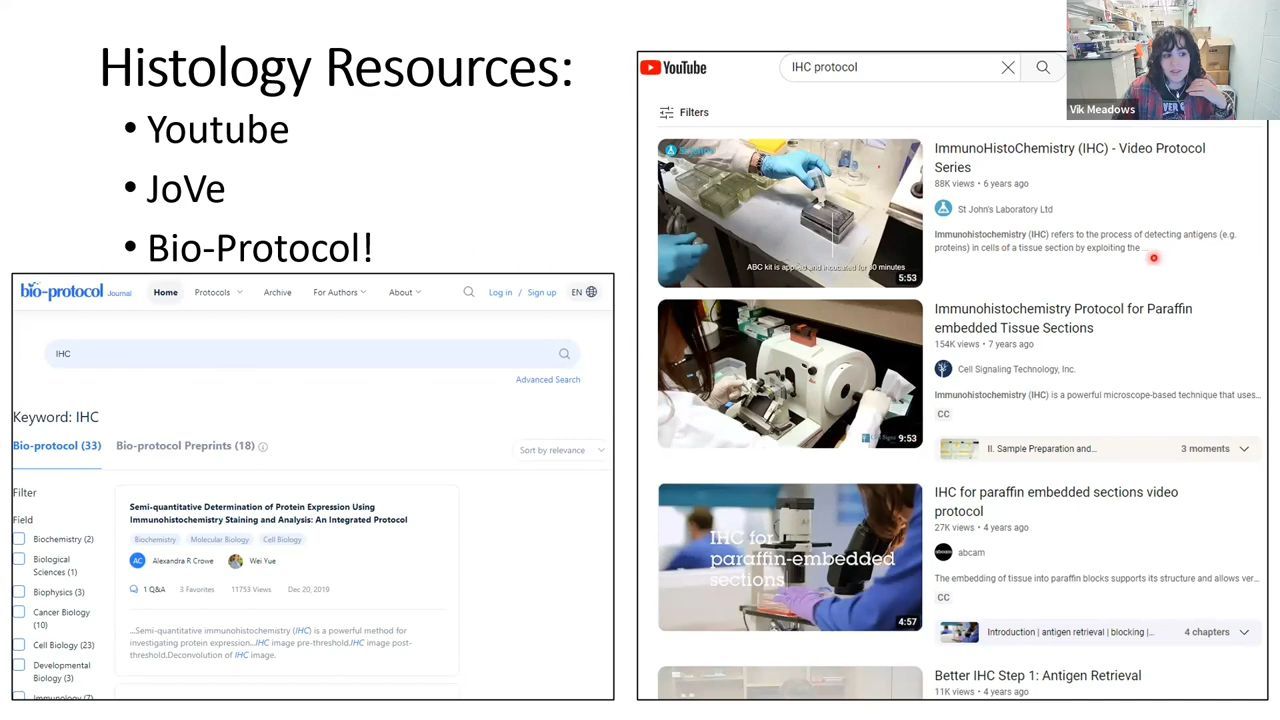 Histology Resources:
• Youtube
• JoVe
• Bio-Protocol!
bio-protocol Journal
Home
Protocols
Archive
For Authors
About
Log in / Sign up
EN
IHC
Advanced Search
Keyword: IHC
Bio-protocol (33)
Bio-protocol Preprints (18)
Sort by relevance
Filter
Field
Biochemistry (2)
Biological
Sciences (1)
Biophysics (3)
Cancer Biology
(10)
Cell Biology (23)
Developmental
Biology (3)
Immunology (7)
Semi-quantitative Determination of Protein Expression Using
Immunohistochemistry Staining and Analysis: An Integrated Protocol
Biochemistry
Molecular Biology
Cell Biology
AC
Alexandra R Crowe
Wei Yue
1 Q&A
3 Favorites
11753 Views
Dec 20, 2019
...Semi-quantitative immunohistochemistry (IHC) is a powerful method for
investigating protein expression...IHC image pre-threshold.IHC image post-
threshold.Deconvolution of IHC image.
YouTube
IHC protocol
Vik Meadows
Filters
ABC kit is applied and incubated for 30 minutes
5:53
ImmunoHistoChemistry (IHC) - Video Protocol
Series
88K views • 6 years ago
St John's Laboratory Ltd
Immunohistochemistry (IHC) refers to the process of detecting antigens (e.g.
proteins) in cells of a tissue section by exploiting the ...
9:53
Immunohistochemistry Protocol for Paraffin
embedded Tissue Sections
154K views • 7 years ago
Cell Signaling Technology, Inc.
Immunohistochemistry (IHC) is a powerful microscope-based technique that uses...
CC
II. Sample Preparation and...
3 moments
IHC for
paraffin-embedded
sections
4:57
IHC for paraffin embedded sections video
protocol
27K views • 4 years ago
abcam
abcam
The embedding of tissue into paraffin blocks supports its structure and allows ver...
CC
Introduction | antigen retrieval | blocking |...
4 chapters
Better IHC Step 1: Antigen Retrieval
11K views • 4 years ago